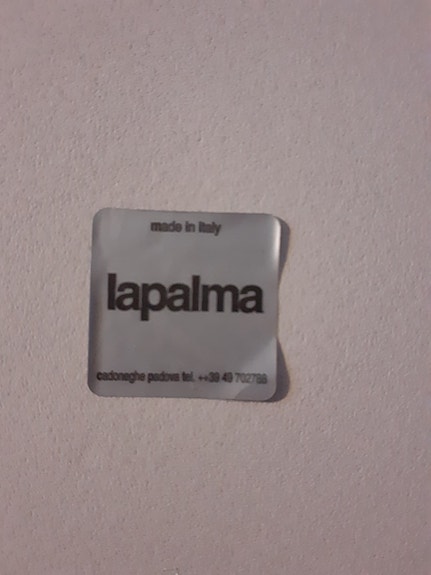 made in italy
lapalma
cadoneghe padova tel. ++39 49 702788